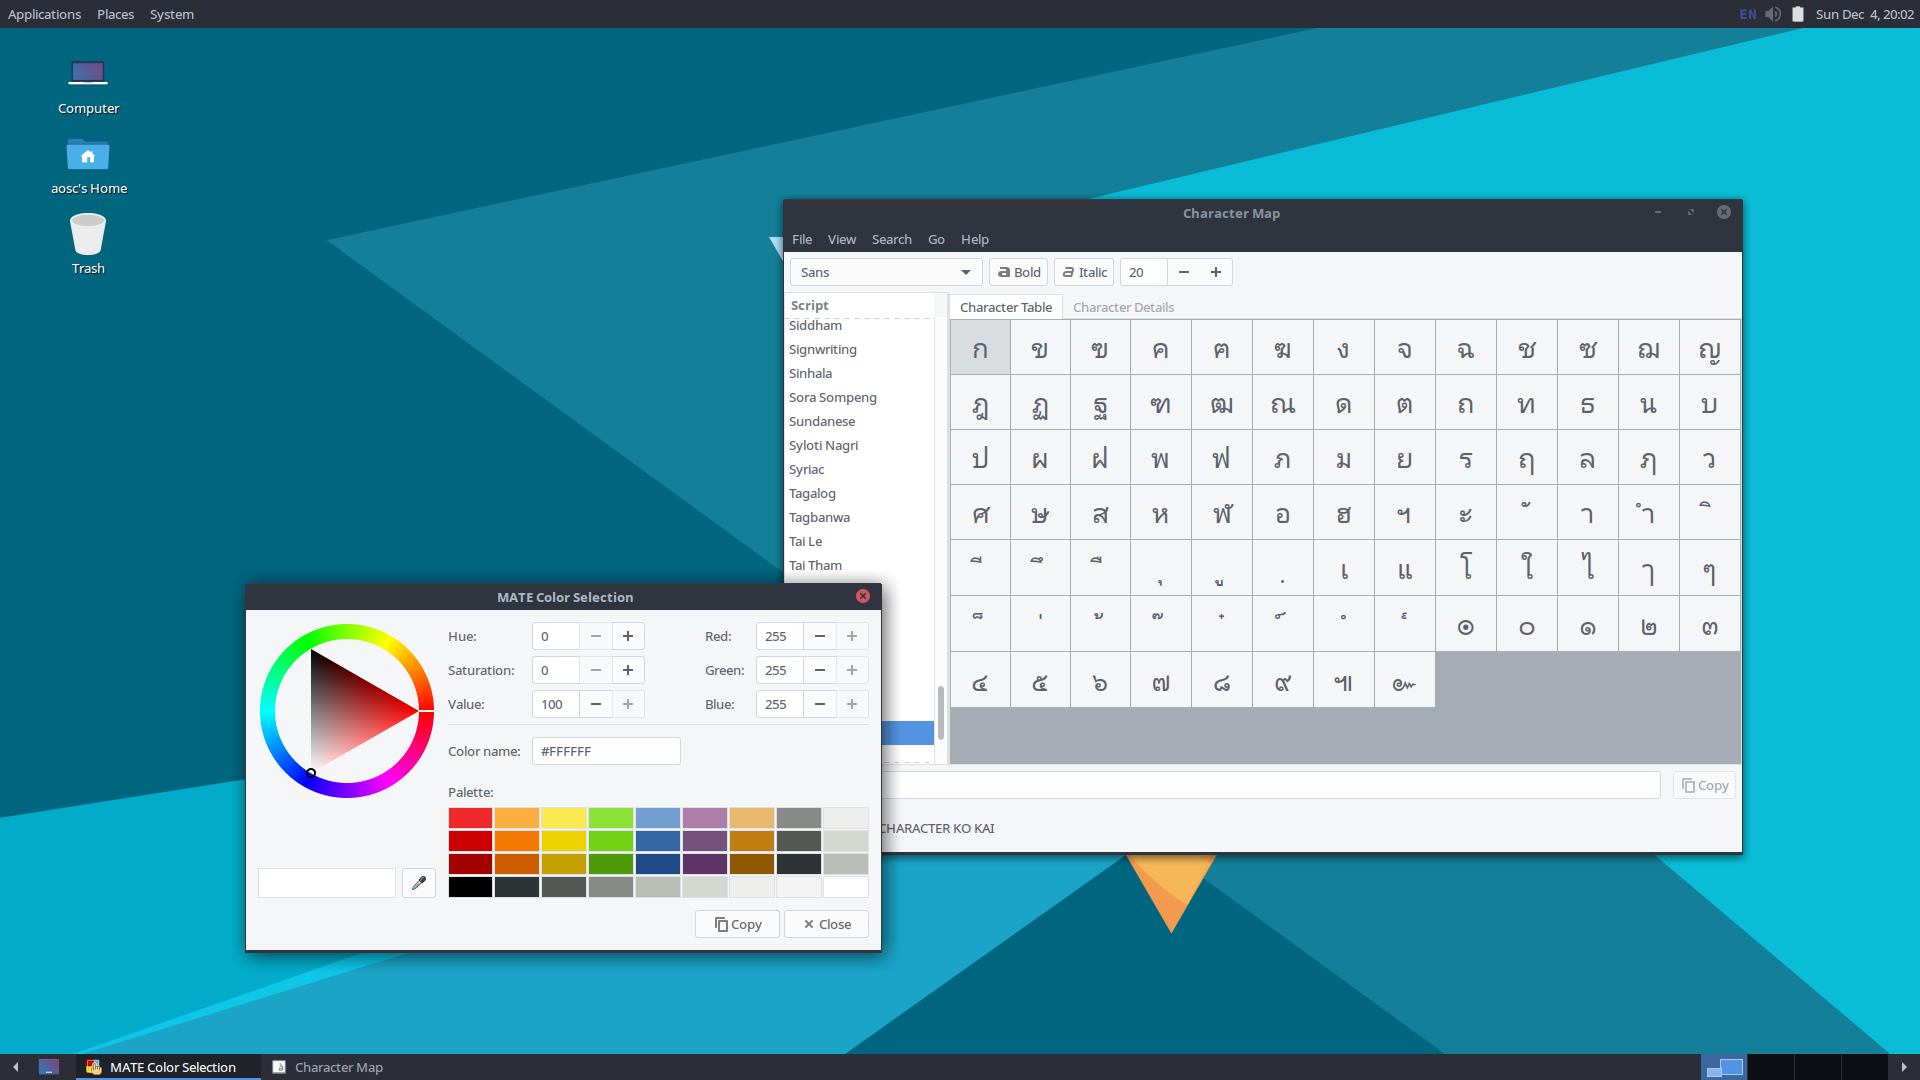 Applications Places System EN Sun Dec 4, 20:02
Computer
aosc's Home
Trash
Character Map
File View Search Go Help
Sans Bold Italic 20
Script
Siddham
Signwriting
Sinhala
Sora Sompeng
Sundanese
Syloti Nagri
Syriac
Tagalog
Tagbanwa
Tai Le
Tai Tham
Character Table Character Details
ก ข ฃ ค ฅ ฆ ง จ ฉ ช ซ ฌ ญ
ฎ ฏ ฐ ฑ ฒ ณ ด ต ถ ท ธ น บ
ป ผ ฝ พ ฟ ภ ม ย ร ฤ ล ฦ ว
ศ ษ ส ห ฬ อ ฮ ฯ ะ ั า ำ ิ
ี ึ ื ุ ู ฺ เ แ โ ใ ไ ๅ ๆ
็ ่ ้ ๊ ๋ ์ ํ ๎ ๏ ๐ ๑ ๒ ๓
๔ ๕ ๖ ๗ ๘ ๙ ๚ ๛
Copy
CHARACTER KO KAI
MATE Color Selection
Hue: 0 Red: 255
Saturation: 0 Green: 255
Value: 100 Blue: 255
Color name: #FFFFFF
Palette:
Copy Close
MATE Color Selection Character Map